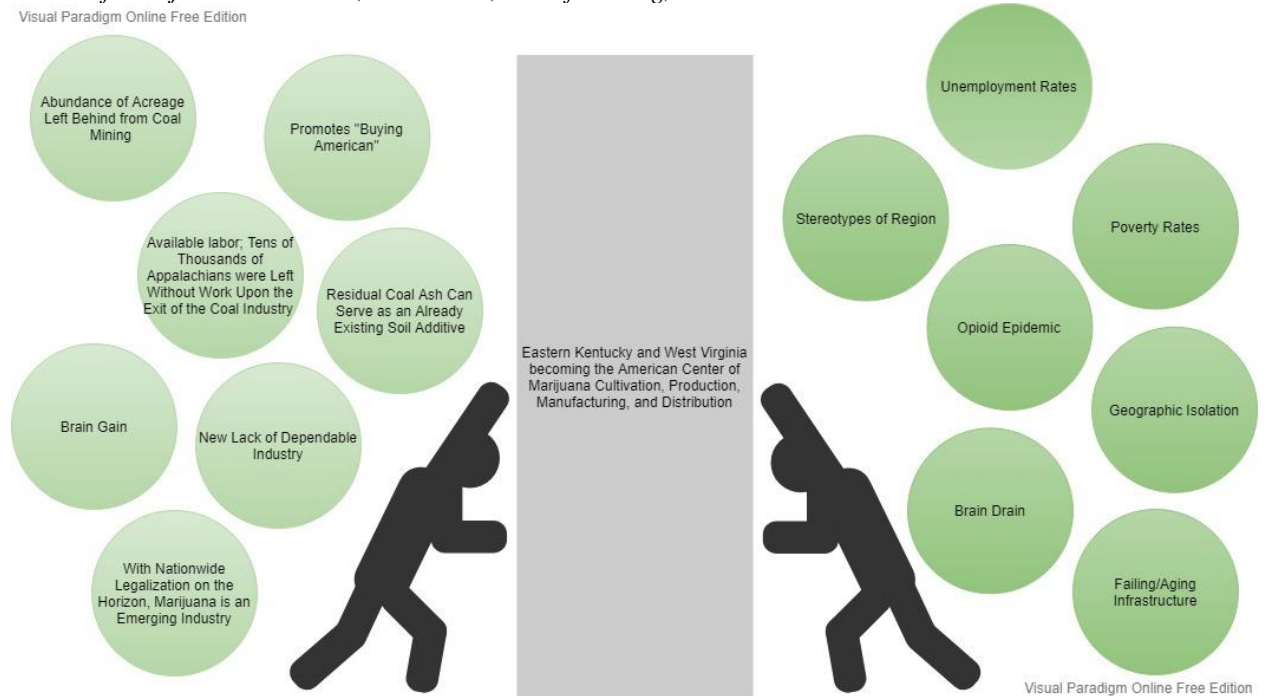 Visual Paradigm Online Free Edition
Abundance of Acreage
Left Behind from Coal
Mining
Promotes "Buying
American"
Available labor; Tens of
Thousands of
Appalachians were Left
Without Work Upon the
Exit of the Coal Industry
Residual Coal Ash Can
Serve as an Already
Existing Soil Additive
Brain Gain
New Lack of Dependable
Industry
With Nationwide
Legalization on the
Horizon, Marijuana is an
Emerging Industry
Eastern Kentucky and West Virginia
becoming the American Center of
Marijuana Cultivation, Production,
Manufacturing, and Distribution
Unemployment Rates
Stereotypes of Region
Poverty Rates
Opioid Epidemic
Geographic Isolation
Brain Drain
Failing/Aging
Infrastructure
Visual Paradigm Online Free Edition